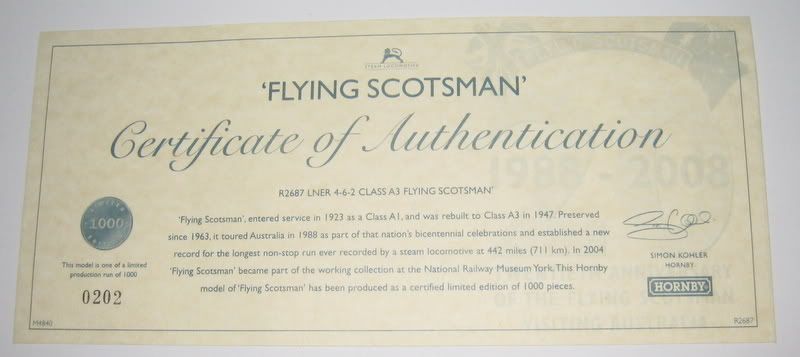 STEAM LOCOMOTIVE
'FLYING SCOTSMAN'
Certificate of Authentication
R2687 LNER 4-6-2 CLASS A3 FLYING SCOTSMAN'
'Flying Scotsman', entered service in 1923 as a Class A1, and was rebuilt to Class A3 in 1947. Preserved
since 1963, it toured Australia in 1988 as part of that nation's bicentennial celebrations and established a new
record for the longest non-stop run ever recorded by a steam locomotive at 442 miles (711 km). In 2004
'Flying Scotsman' became part of the working collection at the National Railway Museum York. This Hornby
model of 'Flying Scotsman' has been produced as a certified limited edition of 1000 pieces.
LIMITED
1000
EDITION
This model is one of a limited
production run of 1000
0202
SIMON KOHLER
HORNBY
HORNBY
1988 - 2008
ANNIVERSARY
OF THE FLYING SCOTSMAN
VISITING AUSTRALIA
M4840
R2687